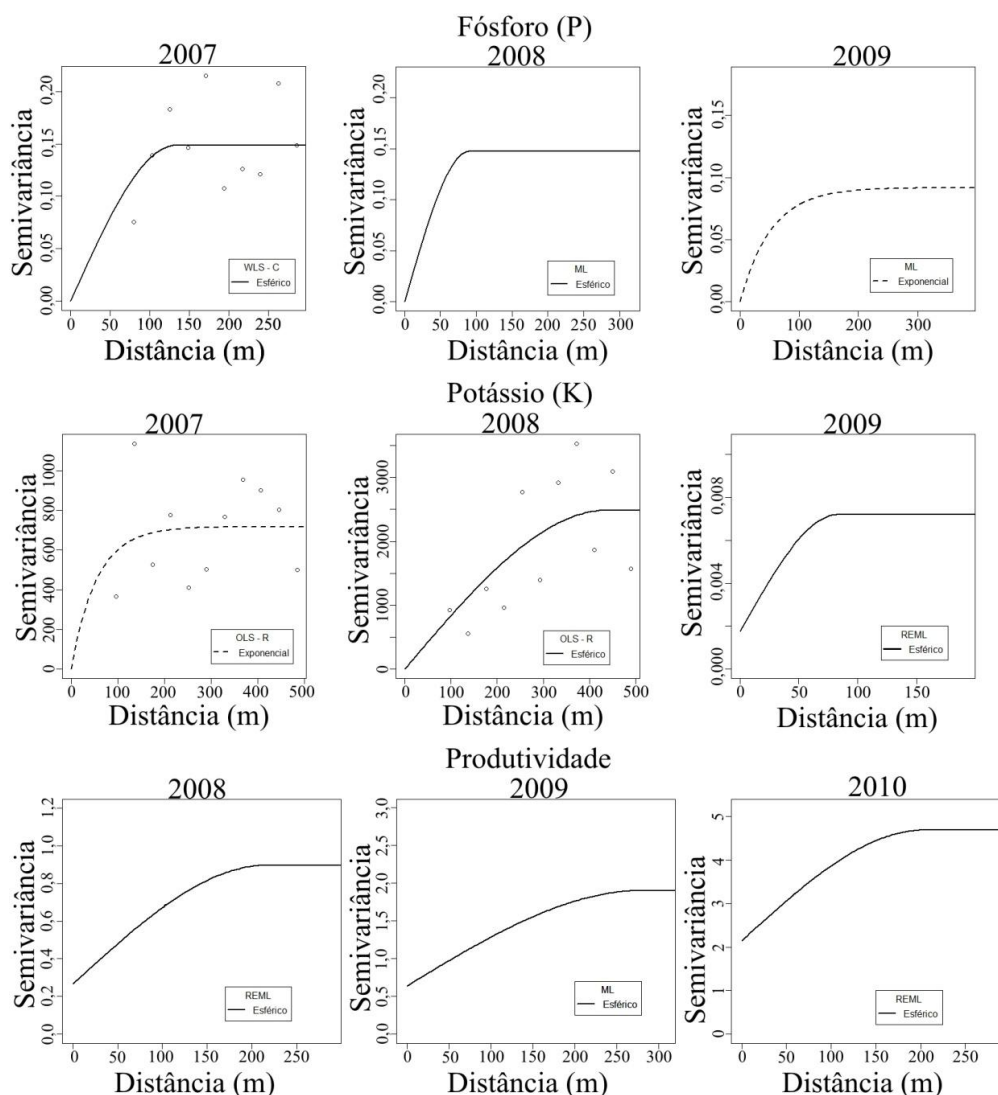 Fósforo (P)
2007
2008
2009
Semivariância
0,00 0,05 0,10 0,15 0,20
WLS - C
Esférico
0 50 100 150 200 250
Distância (m)
Semivariância
0,00 0,05 0,10 0,15 0,20
ML
Esférico
0 50 100 150 200 250 300
Distância (m)
Semivariância
0,00 0,05 0,10 0,15
ML
Exponencial
0 100 200 300
Distância (m)
Potássio (K)
2007
2008
2009
Semivariância
0 200 400 600 800 1000
OLS - R
Exponencial
0 100 200 300 400 500
Distância (m)
Semivariância
0 1000 2000 3000
OLS - R
Esférico
0 100 200 300 400 500
Distância (m)
Semivariância
0,000 0,004 0,008
REML
Esférico
0 50 100 150
Distância (m)
Produtividade
2008
2009
2010
Semivariância
0,0 0,2 0,4 0,6 0,8 1,0 1,2
REML
Esférico
0 50 100 150 200 250
Distância (m)
Semivariância
0,0 0,5 1,0 1,5 2,0 2,5 3,0
ML
Esférico
0 50 100 150 200 250 300
Distância (m)
Semivariância
0 1 2 3 4 5
REML
Esférico
0 50 100 150 200 250
Distância (m)